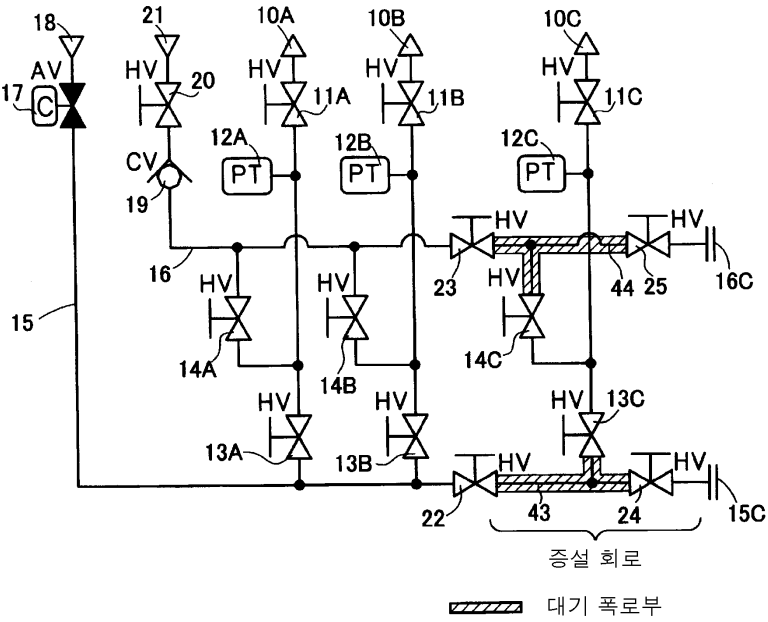 18 21 10A 10B 10C
AV HV HV HV HV
17 C 20 11A 11B 11C
12A 12B 12C
CV PT PT PT
19
HV HV
16 23 44 25 16C
HV HV HV
15
14A 14B 14C
HV HV HV 13C
13A 13B HV HV
22 43 24 15C
증설 회로
대기 폭로부